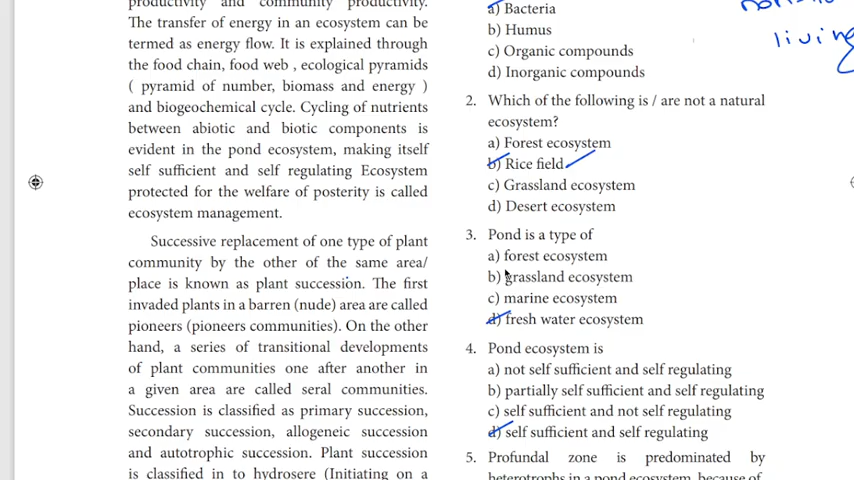 productivity and community productivity.
The transfer of energy in an ecosystem can be
termed as energy flow. It is explained through
the food chain, food web , ecological pyramids
( pyramid of number, biomass and energy )
and biogeochemical cycle. Cycling of nutrients
between abiotic and biotic components is
evident in the pond ecosystem, making itself
self sufficient and self regulating Ecosystem
protected for the welfare of posterity is called
ecosystem management.
Successive replacement of one type of plant
community by the other of the same area/
place is known as plant succession. The first
invaded plants in a barren (nude) area are called
pioneers (pioneers communities). On the other
hand, a series of transitional developments
of plant communities one after another in
a given area are called seral communities.
Succession is classified as primary succession,
secondary succession, allogeneic succession
and autotrophic succession. Plant succession
is classified in to hydrosere (Initiating on a
a) Bacteria
b) Humus
c) Organic compounds
d) Inorganic compounds
living
2. Which of the following is / are not a natural
ecosystem?
a) Forest ecosystem
b) Rice field
c) Grassland ecosystem
d) Desert ecosystem
3. Pond is a type of
a) forest ecosystem
b) grassland ecosystem
c) marine ecosystem
d) fresh water ecosystem
4. Pond ecosystem is
a) not self sufficient and self regulating
b) partially self sufficient and self regulating
c) self sufficient and not self regulating
d) self sufficient and self regulating
5. Profundal zone is predominated by
heterotrophs in a pond ecosystem, because of